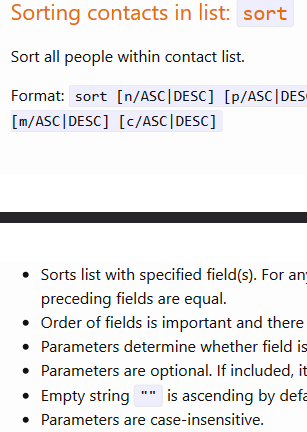 Sorting contacts in list: sort
Sort all people within contact list.
Format: sort [n/ASC|DESC] [p/ASC|DES
[m/ASC|DESC] [c/ASC|DESC]
Sorts list with specified field(s). For any
preceding fields are equal.
Order of fields is important and there
Parameters determine whether field is
Parameters are optional. If included, it
Empty string "" is ascending by defa
Parameters are case-insensitive.